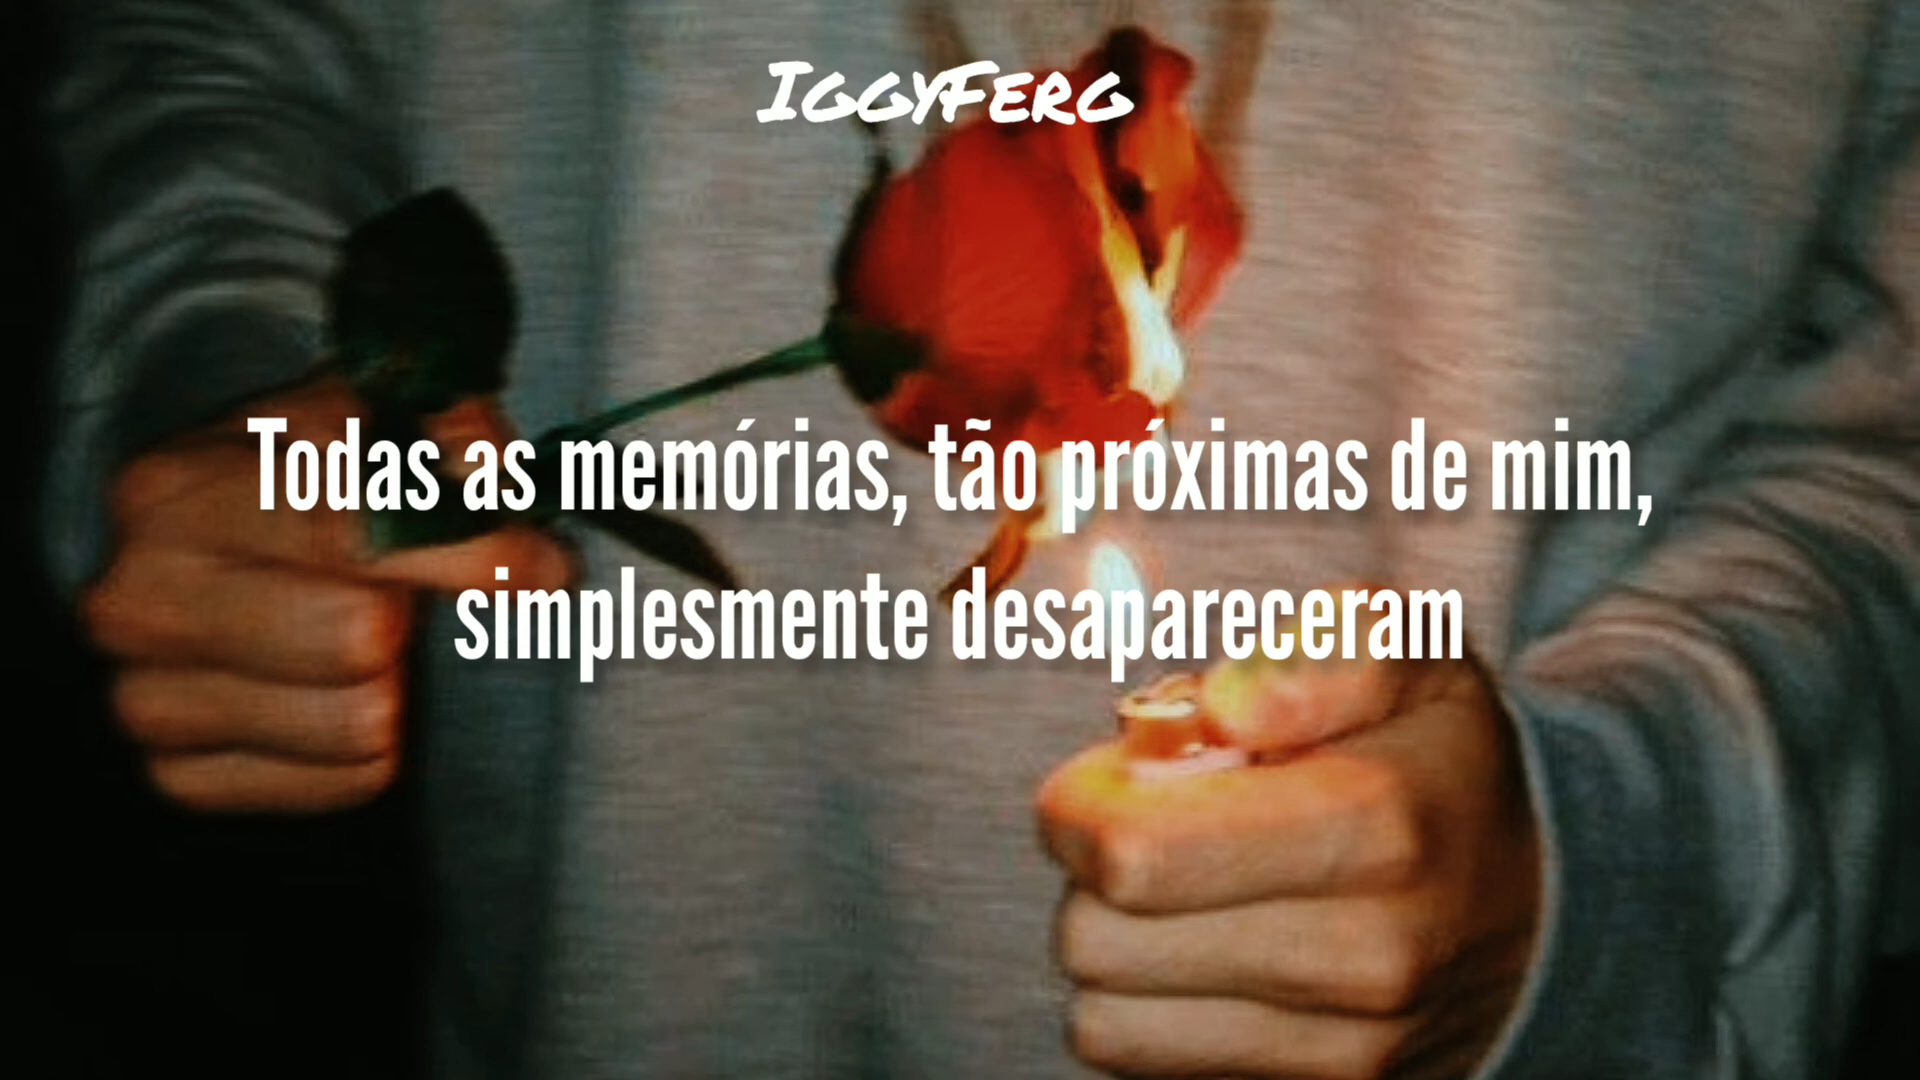 IggyFerg
Todas as memórias, tão próximas de mim,
simplesmente desapareceram